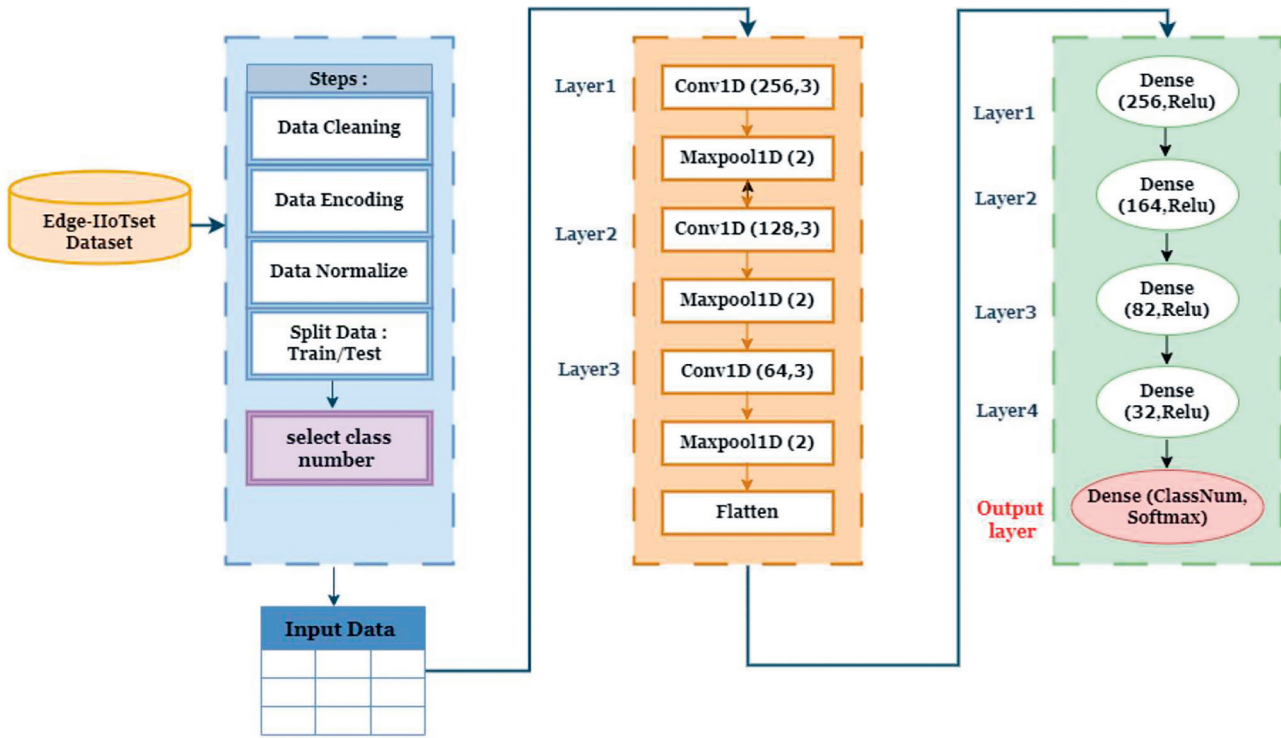 Edge-IIoTset
Dataset
Steps :
Data Cleaning
Data Encoding
Data Normalize
Split Data :
Train/Test
select class
number
Input Data
Layer1
Conv1D (256,3)
Maxpool1D (2)
Layer2
Conv1D (128,3)
Maxpool1D (2)
Layer3
Conv1D (64,3)
Maxpool1D (2)
Flatten
Layer1
Dense
(256,Relu)
Layer2
Dense
(164,Relu)
Layer3
Dense
(82,Relu)
Layer4
Dense
(32,Relu)
Output
layer
Dense (ClassNum,
Softmax)